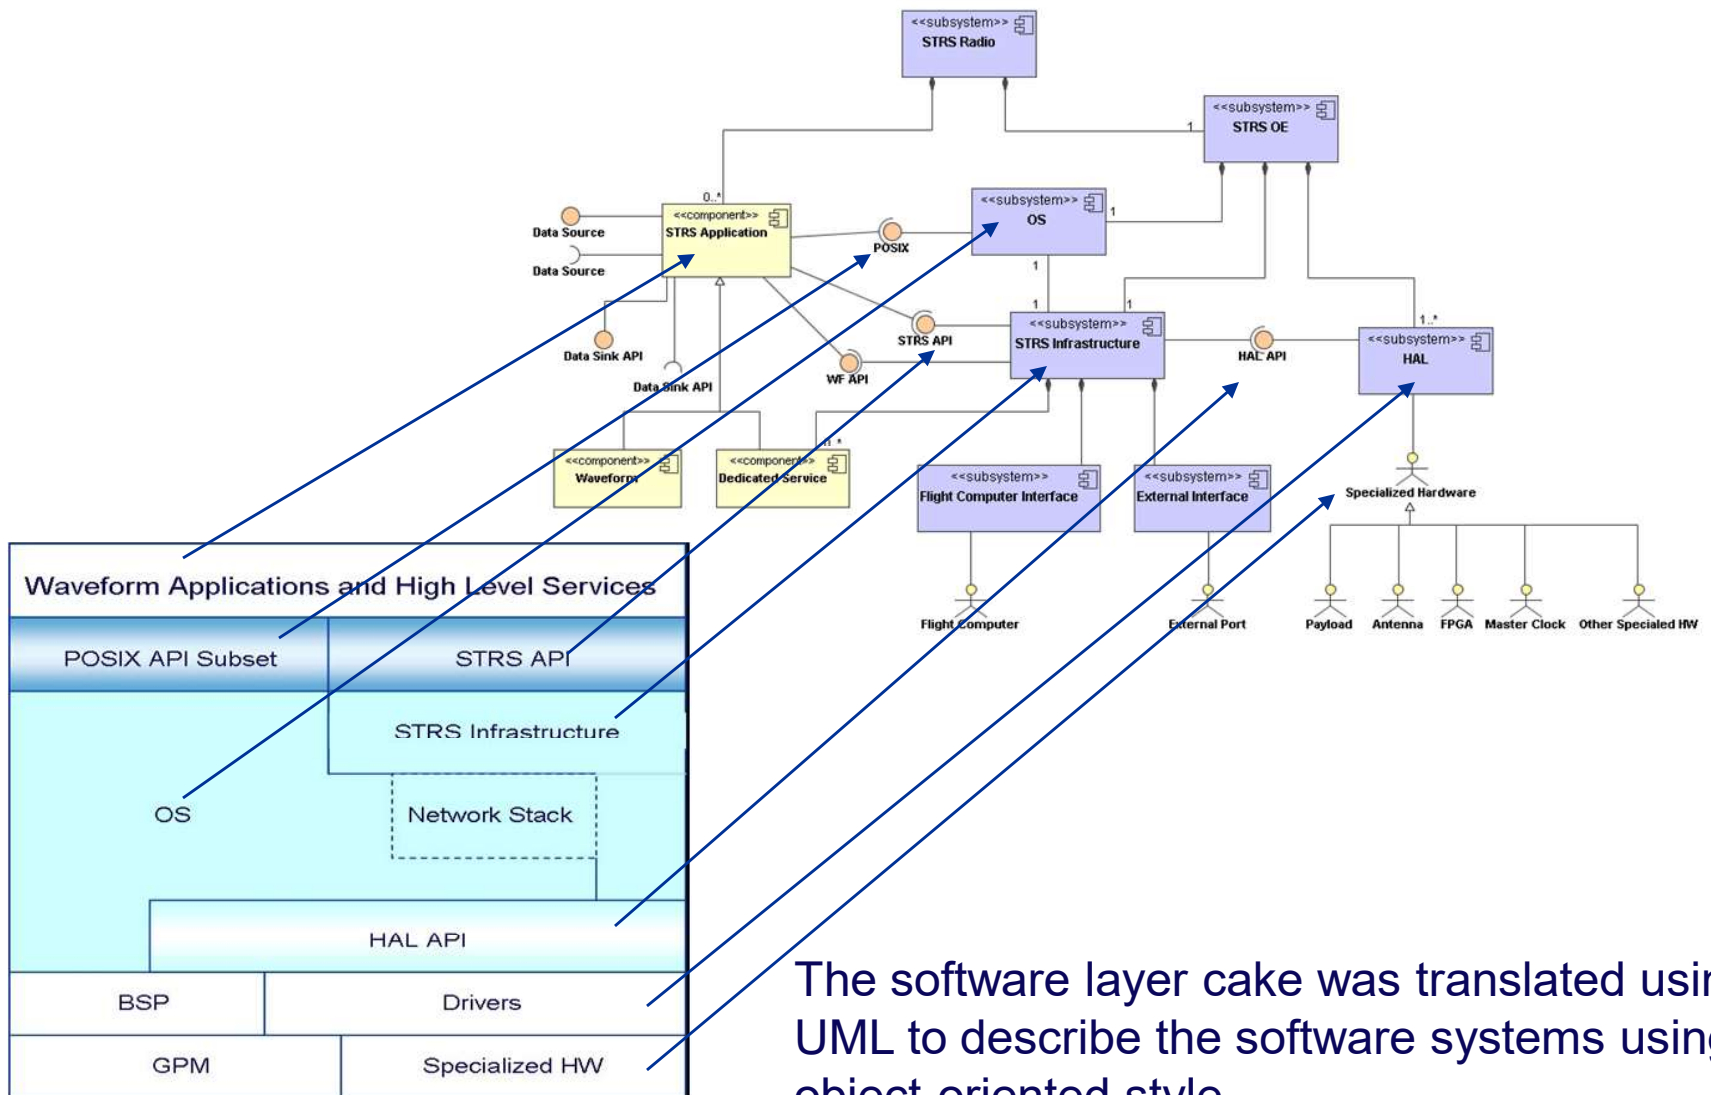 <<subsystem>>
STRS Radio
<<subsystem>>
STRS OE
1
0..*
<<component>>
STRS Application
Data Source
Data Source
Data Sink API
Data Sink API
POSIX
<<subsystem>>
OS
1
1
1
1
STRS API
WF API
<<subsystem>>
STRS Infrastructure
HAL API
1..*
<<subsystem>>
HAL
<<component>>
Waveform
<<component>>
Dedicated Service
<<subsystem>>
Flight Computer Interface
<<subsystem>>
External Interface
Specialized Hardware
Flight Computer
External Port
Payload
Antenna
FPGA
Master Clock
Other Specialed HW
Waveform Applications and High Level Services
POSIX API Subset
STRS API
STRS Infrastructure
OS
Network Stack
HAL API
BSP
Drivers
GPM
Specialized HW
The software layer cake was translated
UML to describe the software systems using
object-oriented style